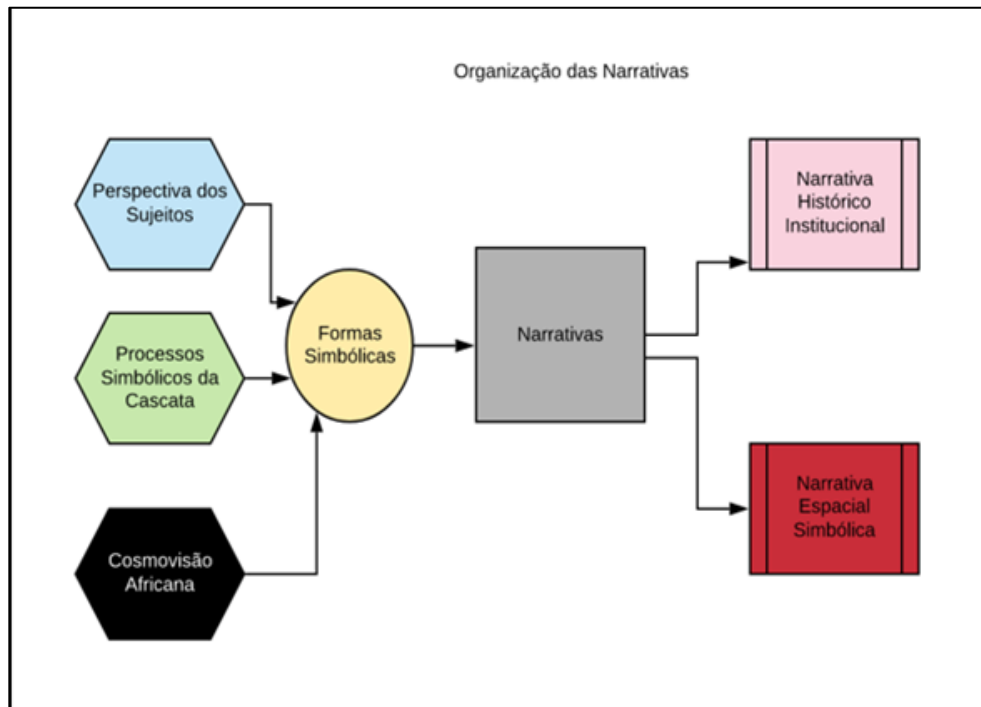 Organização das Narrativas
Perspectiva dos
Sujeitos
Processos
Simbólicos da
Cascata
Cosmovisão
Africana
Formas
Simbólicas
Narrativas
Narrativa
Histórico
Institucional
Narrativa
Espacial
Simbólica